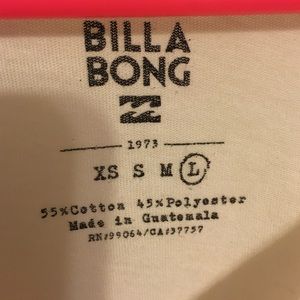 BILLA
BONG
1973
XS S M L
55%Cotton 45%Polyester
Made in Guatemala
RN#99064/CA#37757